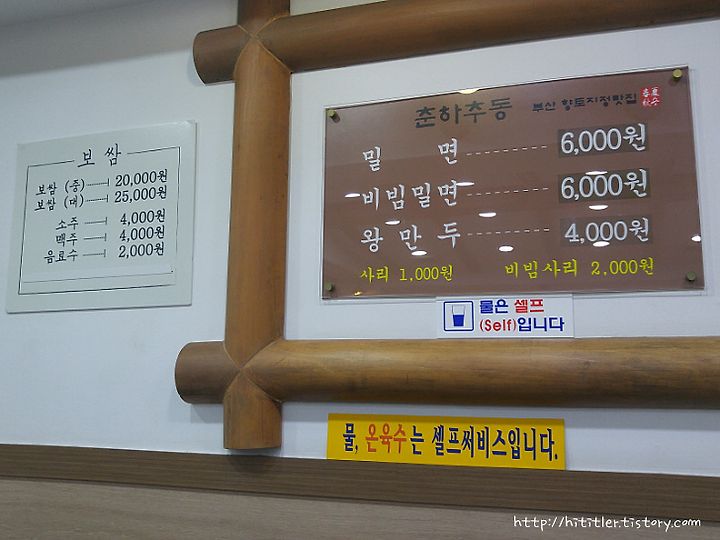 보쌈
보쌈 (중) 20,000원
보쌈 (대) 25,000원
소주 4,000원
맥주 4,000원
음료수 2,000원
춘하추동 부산 향토지정맛집 春夏秋冬
밀 면 6,000원
비빔밀면 6,000원
왕만두 4,000원
사리 1,000원 비빔사리 2,000원
물은 셀프
(Self)입니다
물, 온육수는 셀프써비스입니다.
http://hititler.tistory.com